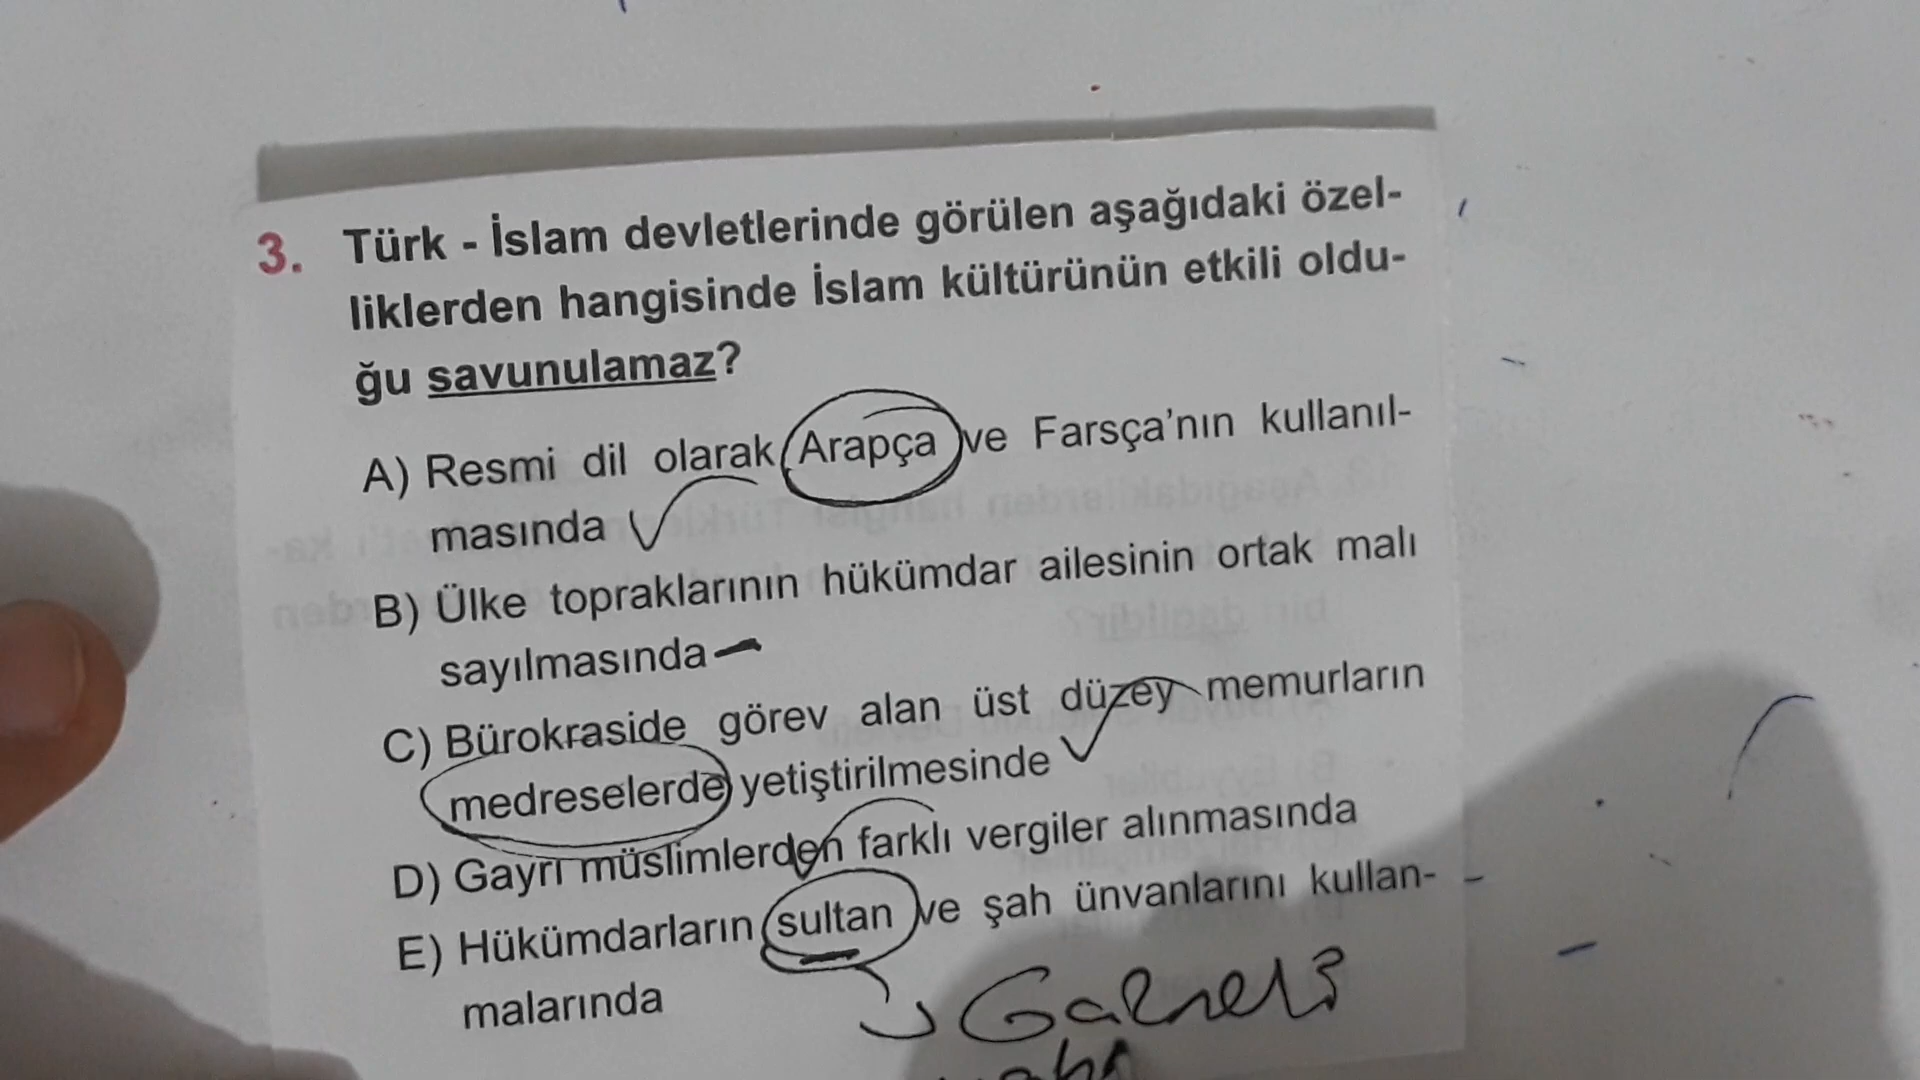 3. Türk - İslam devletlerinde görülen aşağıdaki özel-
liklerden hangisinde İslam kültürünün etkili oldu-
ğu savunulamaz?
A) Resmi dil olarak Arapça ve Farsça'nın kullanıl-
masında
B) Ülke topraklarının hükümdar ailesinin ortak malı
sayılmasında
C) Bürokraside görev alan üst düzey memurların
medreselerde yetiştirilmesinde
D) Gayri müslimlerden farklı vergiler alınmasında
E) Hükümdarların sultan ve şah ünvanlarını kullan-
malarında